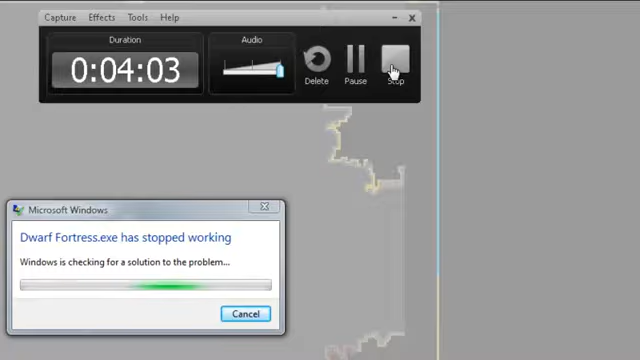 Capture Effects Tools Help
Duration
Audio
0:04:03
Delete Pause Stop
Microsoft Windows
Dwarf Fortress.exe has stopped working
Windows is checking for a solution to the problem...
Cancel